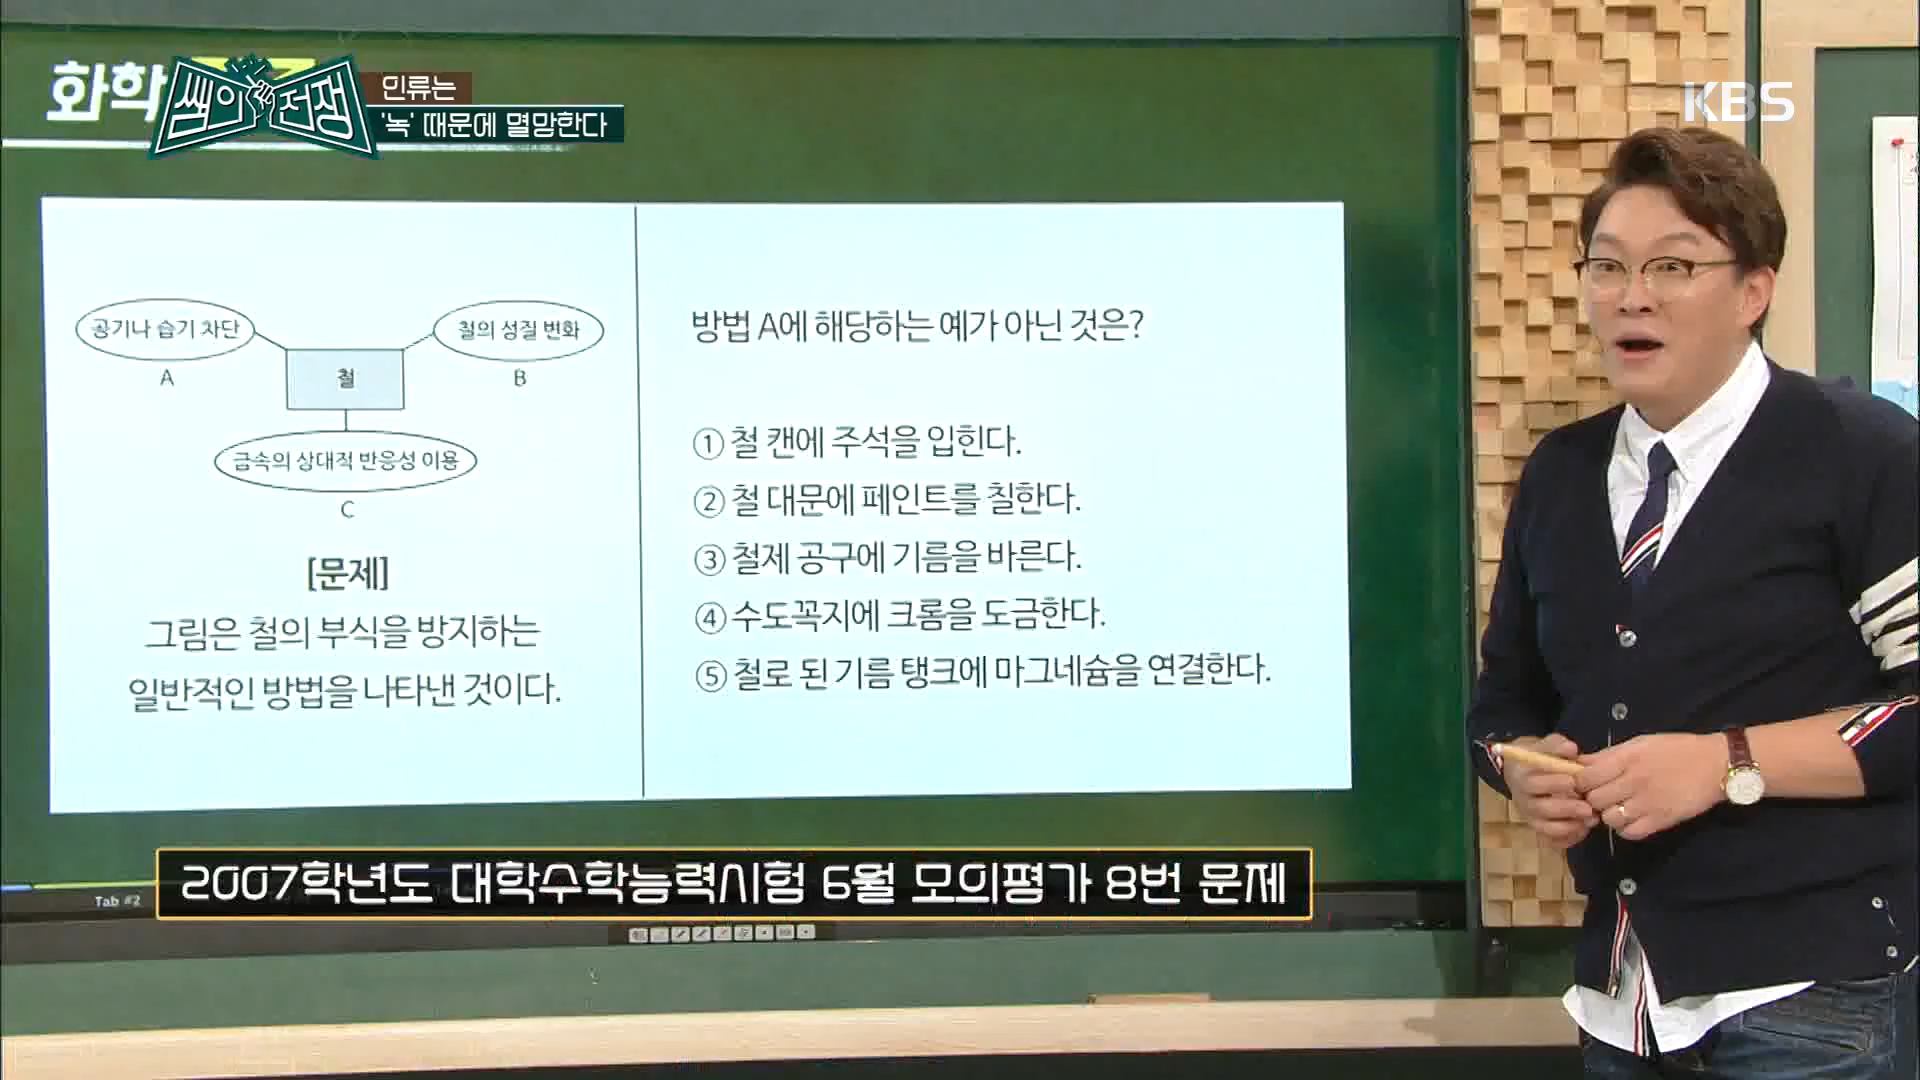 화학
쌤의 전쟁
인류는
'녹' 때문에 멸망한다
KBS
공기나 습기 차단
A
철의 성질 변화
B
철
금속의 상대적 반응성 이용
C
[문제]
그림은 철의 부식을 방지하는
일반적인 방법을 나타낸 것이다.
방법 A에 해당하는 예가 아닌 것은?
① 철 캔에 주석을 입힌다.
② 철 대문에 페인트를 칠한다.
③ 철제 공구에 기름을 바른다.
④ 수도꼭지에 크롬을 도금한다.
⑤ 철로 된 기름 탱크에 마그네슘을 연결한다.
2007학년도 대학수학능력시험 6월 모의평가 8번 문제
Tab #2